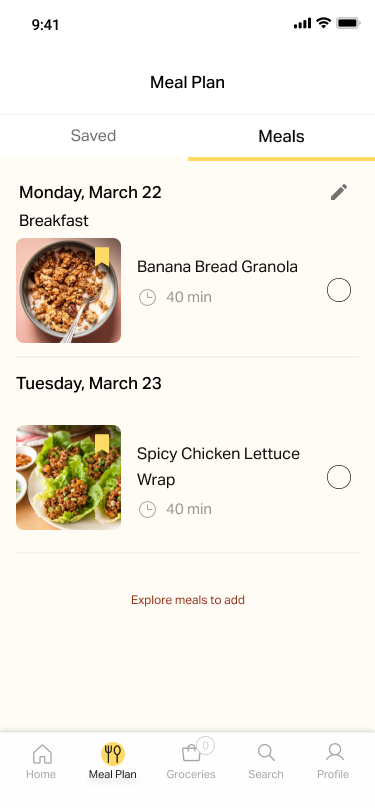 9:41
Meal Plan
Saved
Meals
Monday, March 22
Breakfast
Banana Bread Granola
40 min
Tuesday, March 23
Spicy Chicken Lettuce
Wrap
40 min
Explore meals to add
0
Home
Meal Plan
Groceries
Search
Profile